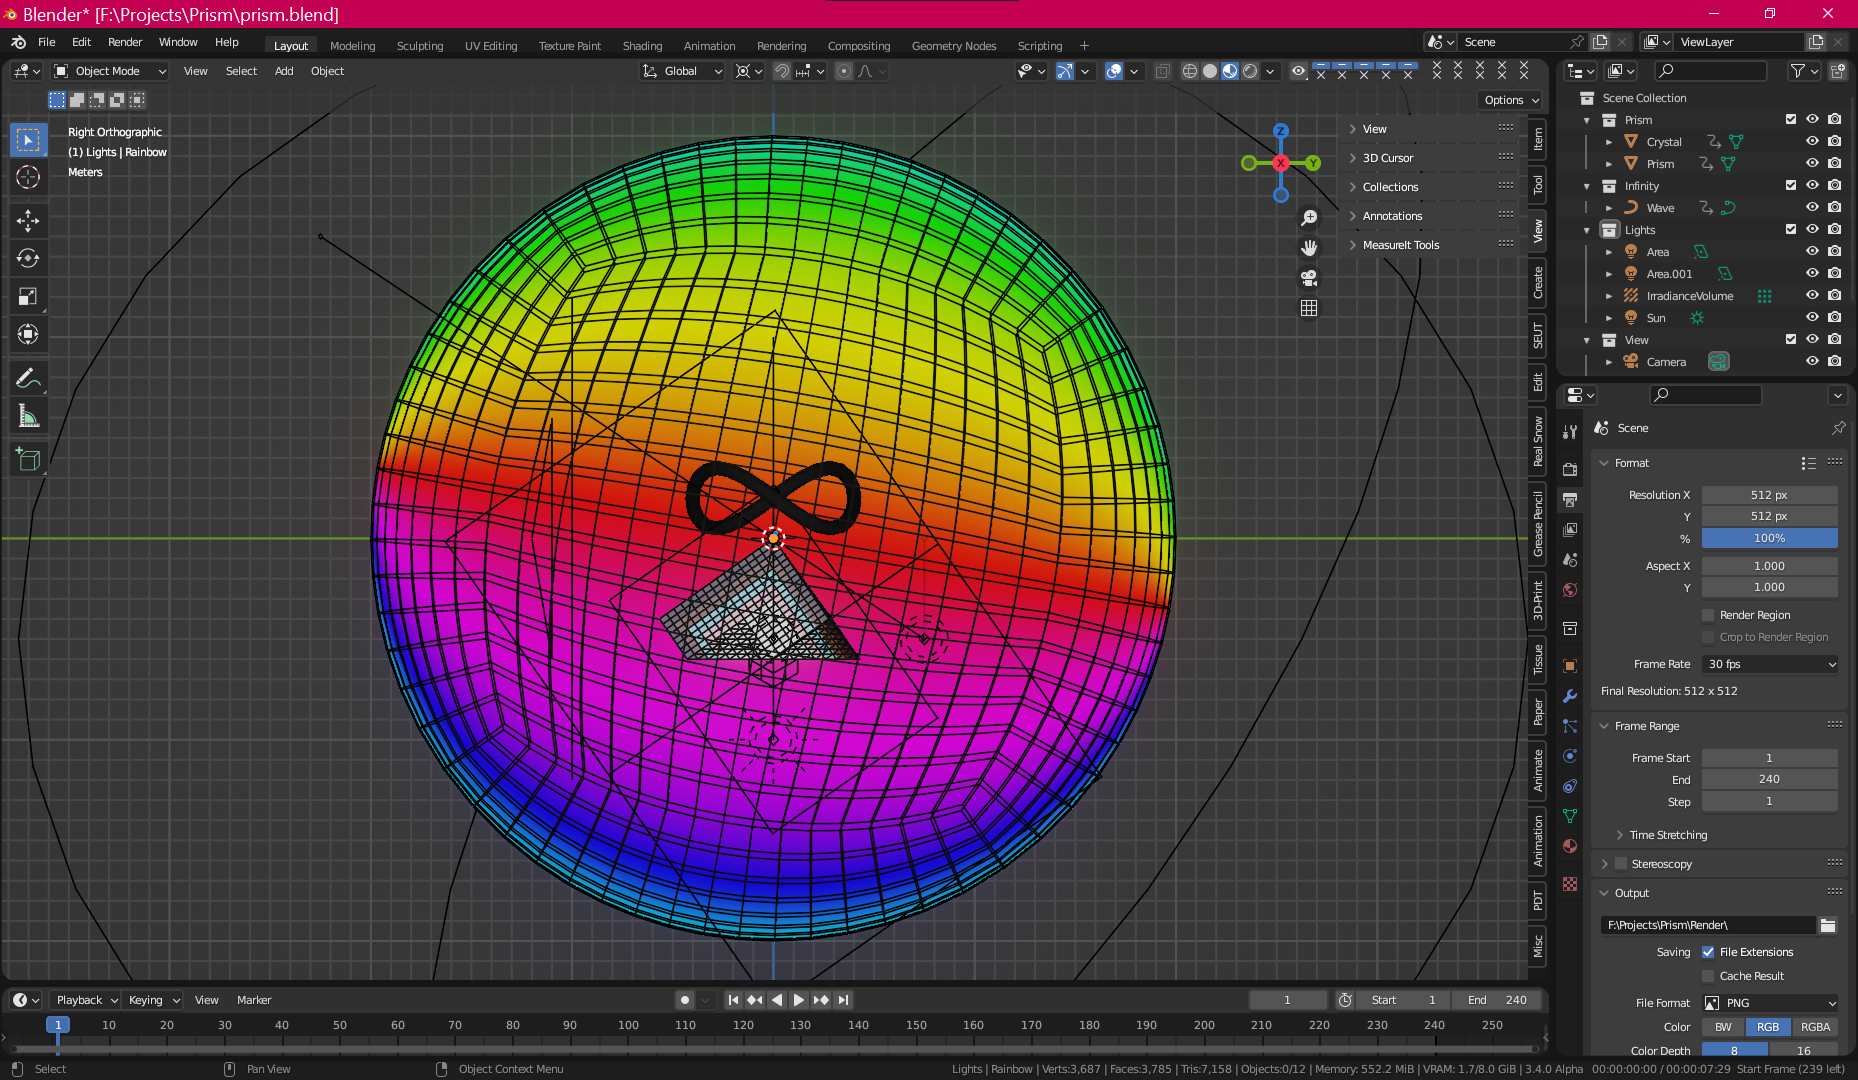 Blender* [F:\Projects\Prism\prism.blend]
File Edit Render Window Help
Layout Modeling Sculpting UV Editing Texture Paint Shading Animation Rendering Compositing Geometry Nodes Scripting +
Scene
ViewLayer
Object Mode View Select Add Object
Global
Options
Right Orthographic
(1) Lights | Rainbow
Meters
Z
X
Y
View
3D Cursor
Collections
Annotations
MeasureIt Tools
Item
Tool
View
Create
SEUT
Edit
Real Snow
Grease Pencil
3D-Print
Tissue
Paper
Animate
Animation
PDT
Misc
Scene Collection
Prism
Crystal
Prism
Infinity
Wave
Lights
Area
Area.001
IrradianceVolume
Sun
View
Camera
Scene
Format
Resolution X 512 px
Y 512 px
% 100%
Aspect X 1.000
Y 1.000
Render Region
Crop to Render Region
Frame Rate 30 fps
Final Resolution: 512 x 512
Frame Range
Frame Start 1
End 240
Step 1
Time Stretching
Stereoscopy
Output
F:\Projects\Prism\Render\
Saving File Extensions
Cache Result
File Format PNG
Color BW RGB RGBA
Color Depth 8 16
Playback Keying View Marker
1 Start 1 End 240
1 10 20 30 40 50 60 70 80 90 100 110 120 130 140 150 160 170 180 190 200 210 220 230 240 250
Select Pan View Object Context Menu
Lights | Rainbow | Verts:3,687 | Faces:3,785 | Tris:7,158 | Objects:0/12 | Memory: 552.2 MiB | VRAM: 1.7/8.0 GiB | 3.4.0 Alpha 00:00:00:00 / 00:00:07:29 Start Frame (239 left)